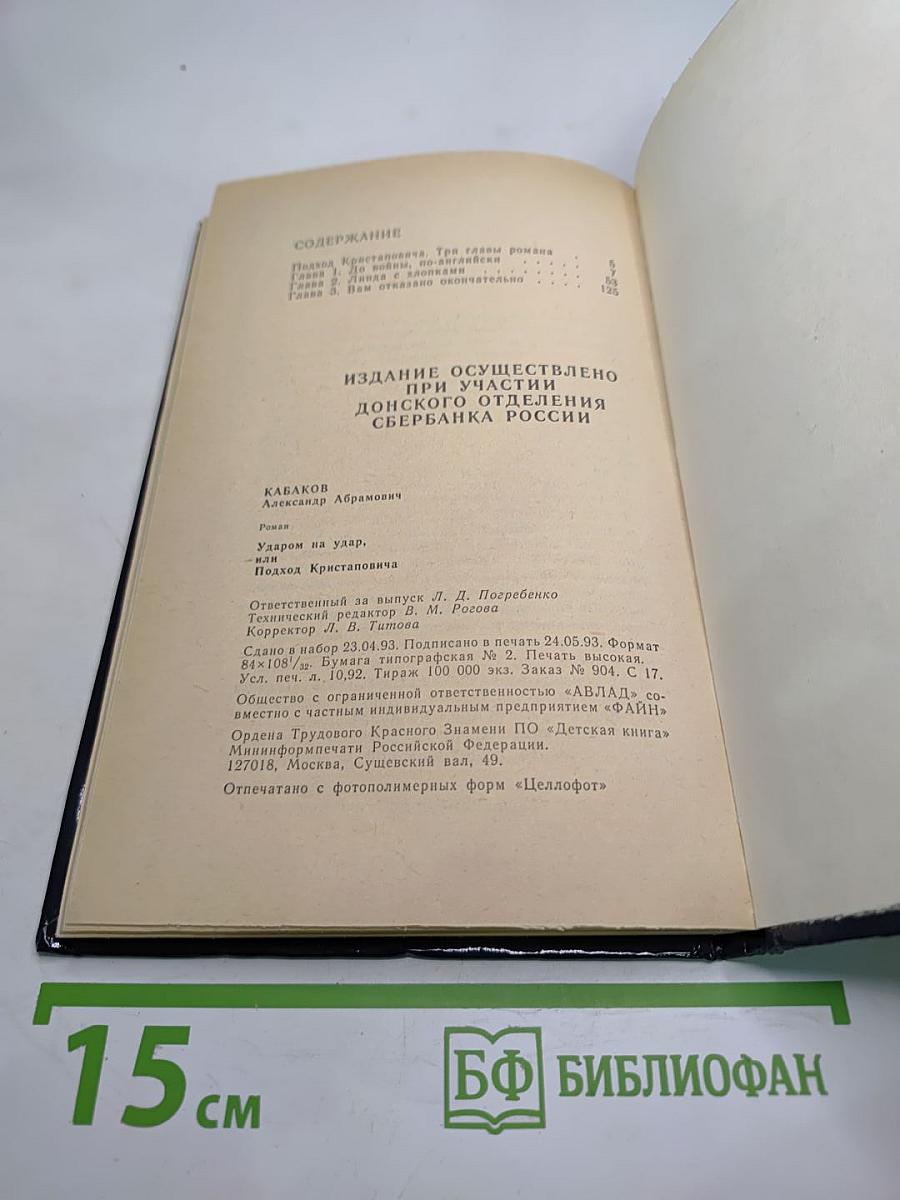 СОДЕРЖАНИЕ
Подход Кристаповича. Три главы романа . 5
Глава 1. До войны, по-английски . . . . . 7
Глава 2. Линда с хлопками . . . . . . . 53
Глава 3. Вам отказано окончательно . . . . 125
ИЗДАНИЕ ОСУЩЕСТВЛЕНО
ПРИ УЧАСТИИ
ДОНСКОГО ОТДЕЛЕНИЯ
СБЕРБАНКА РОССИИ
КАБАКОВ
Александр Абрамович
Роман
Ударом на удар,
или
Подход Кристаповича
Ответственный за выпуск Л. Д. Погребенко
Технический редактор В. М. Рогова
Корректор Л. В. Титова
Сдано в набор 23.04.93. Подписано в печать 24.05.93. Формат
84×108¹/₃₂. Бумага типографская № 2. Печать высокая.
Усл. печ. л. 10,92. Тираж 100 000 экз. Заказ № 904. С 17.
Общество с ограниченной ответственностью «АВЛАД» со-
вместно с частным индивидуальным предприятием «ФАЙН»
Ордена Трудового Красного Знамени ПО «Детская книга»
Мининформпечати Российской Федерации.
127018, Москва, Сущевский вал, 49.
Отпечатано с фотополимерных форм «Целлофот»
15 см
БФ БИБЛИОФАН